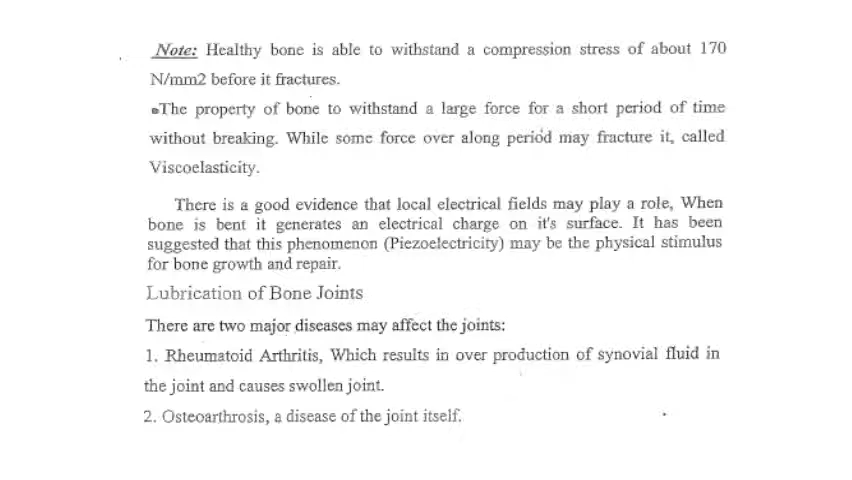 Note: Healthy bone is able to withstand a compression stress of about 170
N/mm2 before it fractures.
•The property of bone to withstand a large force for a short period of time
without breaking. While some force over along period may fracture it, called
Viscoelasticity.
There is a good evidence that local electrical fields may play a role, When
bone is bent it generates an electrical charge on it's surface. It has been
suggested that this phenomenon (Piezoelectricity) may be the physical stimulus
for bone growth and repair.
Lubrication of Bone Joints
There are two major diseases may affect the joints:
1. Rheumatoid Arthritis, Which results in over production of synovial fluid in
the joint and causes swollen joint.
2. Osteoarthrosis, a disease of the joint itself.